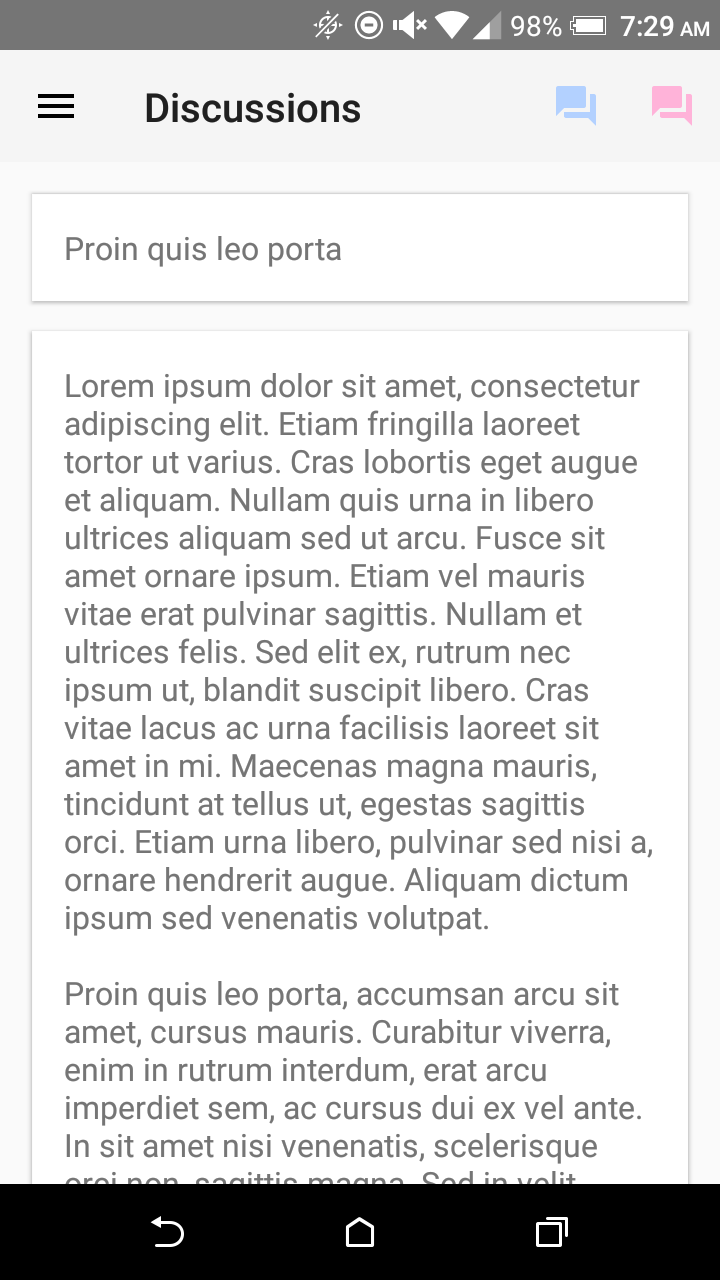 98% 7:29 AM
Discussions
Proin quis leo porta
Lorem ipsum dolor sit amet, consectetur
adipiscing elit. Etiam fringilla laoreet
tortor ut varius. Cras lobortis eget augue
et aliquam. Nullam quis urna in libero
ultrices aliquam sed ut arcu. Fusce sit
amet ornare ipsum. Etiam vel mauris
vitae erat pulvinar sagittis. Nullam et
ultrices felis. Sed elit ex, rutrum nec
ipsum ut, blandit suscipit libero. Cras
vitae lacus ac urna facilisis laoreet sit
amet in mi. Maecenas magna mauris,
tincidunt at tellus ut, egestas sagittis
orci. Etiam urna libero, pulvinar sed nisi a,
ornare hendrerit augue. Aliquam dictum
ipsum sed venenatis volutpat.
Proin quis leo porta, accumsan arcu sit
amet, cursus mauris. Curabitur viverra,
enim in rutrum interdum, erat arcu
imperdiet sem, ac cursus dui ex vel ante.
In sit amet nisi venenatis, scelerisque
orci non, sagittis magna. Sed in velit